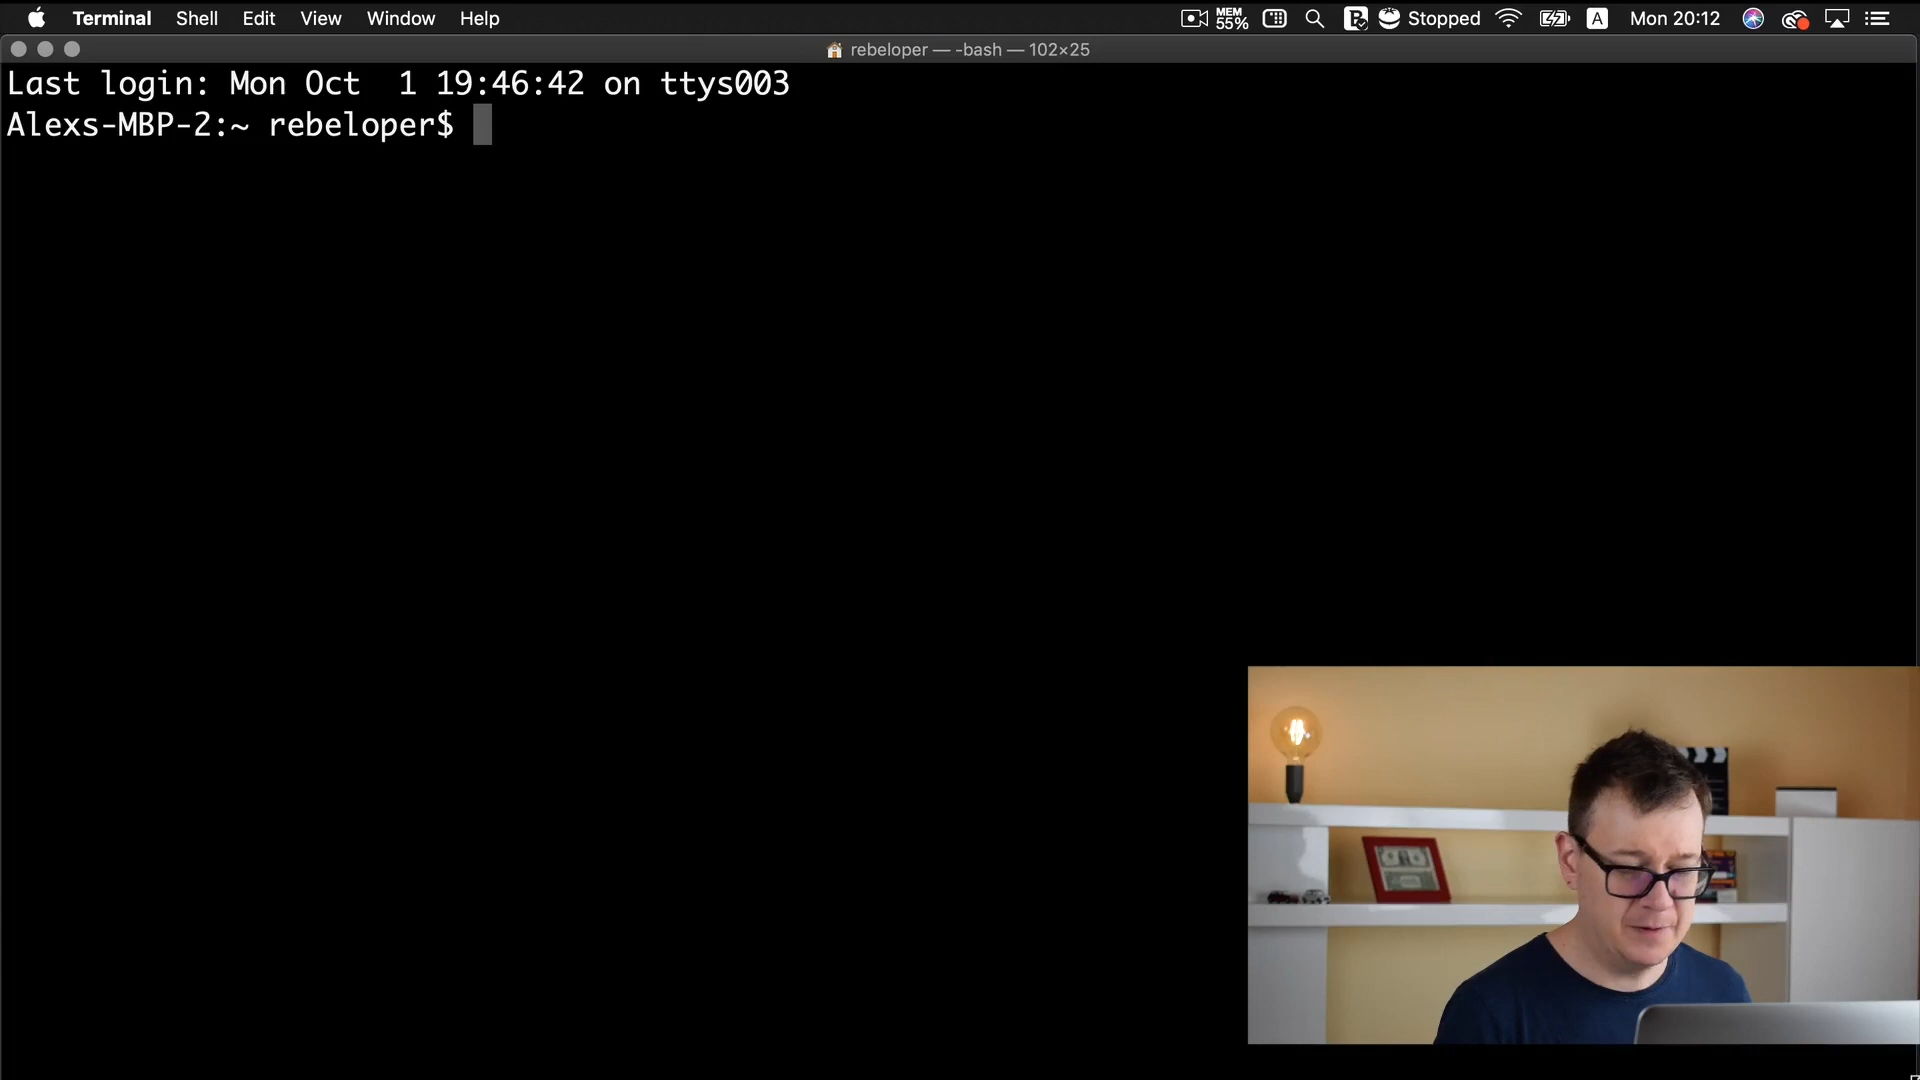 Terminal Shell Edit View Window Help MEM 55% Stopped A Mon 20:12
rebeloper — -bash — 102×25
Last login: Mon Oct  1 19:46:42 on ttys003
Alexs-MBP-2:~ rebeloper$